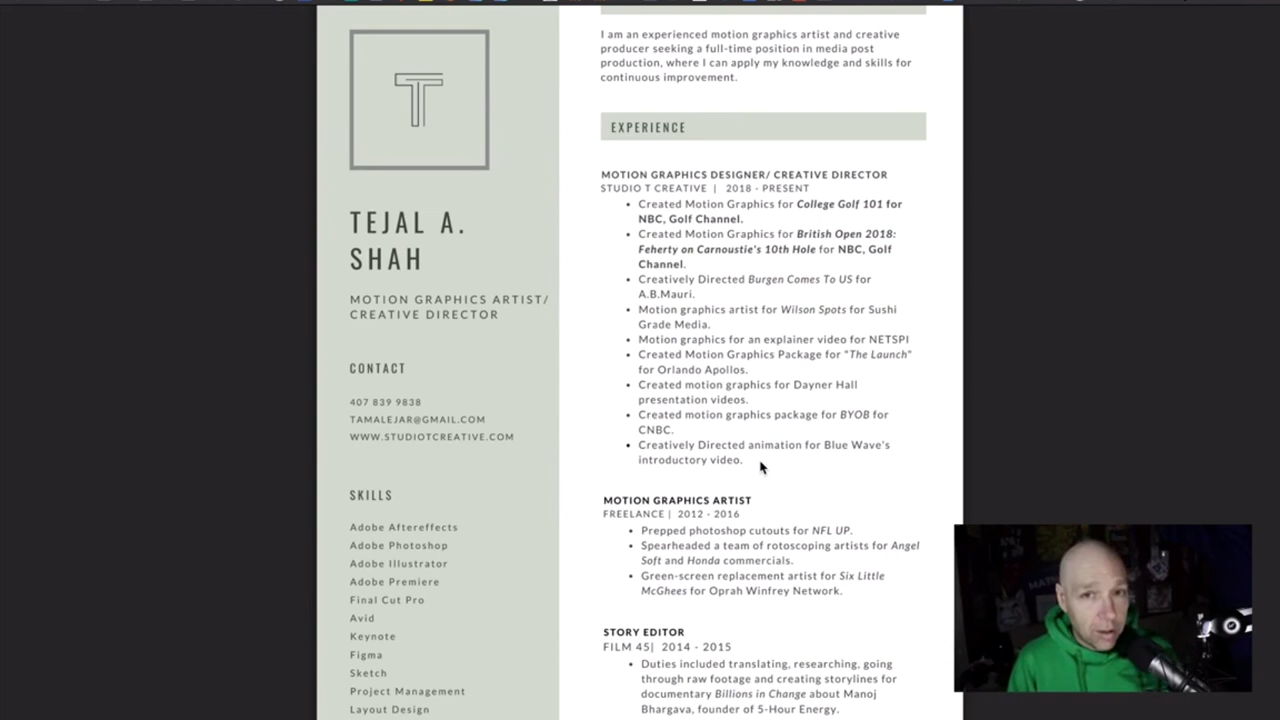 T
TEJAL A.
SHAH
MOTION GRAPHICS ARTIST/
CREATIVE DIRECTOR
CONTACT
407 839 9838
TAMALEJAR@GMAIL.COM
WWW.STUDIOTCREATIVE.COM
SKILLS
Adobe Aftereffects
Adobe Photoshop
Adobe Illustrator
Adobe Premiere
Final Cut Pro
Avid
Keynote
Figma
Sketch
Project Management
Layout Design
I am an experienced motion graphics artist and creative
producer seeking a full-time position in media post
production, where I can apply my knowledge and skills for
continuous improvement.
EXPERIENCE
MOTION GRAPHICS DESIGNER/ CREATIVE DIRECTOR
STUDIO T CREATIVE | 2018 - PRESENT
• Created Motion Graphics for College Golf 101 for
NBC, Golf Channel.
• Created Motion Graphics for British Open 2018:
Feherty on Carnoustie's 10th Hole for NBC, Golf
Channel.
• Creatively Directed Burgen Comes To US for
A.B.Mauri.
• Motion graphics artist for Wilson Spots for Sushi
Grade Media.
• Motion graphics for an explainer video for NETSPI
• Created Motion Graphics Package for "The Launch"
for Orlando Apollos.
• Created motion graphics for Dayner Hall
presentation videos.
• Created motion graphics package for BYOB for
CNBC.
• Creatively Directed animation for Blue Wave's
introductory video.
MOTION GRAPHICS ARTIST
FREELANCE | 2012 - 2016
• Prepped photoshop cutouts for NFL UP.
• Spearheaded a team of rotoscoping artists for Angel
Soft and Honda commercials.
• Green-screen replacement artist for Six Little
McGhees for Oprah Winfrey Network.
STORY EDITOR
FILM 45| 2014 - 2015
• Duties included translating, researching, going
through raw footage and creating storylines for
documentary Billions in Change about Manoj
Bhargava, founder of 5-Hour Energy.